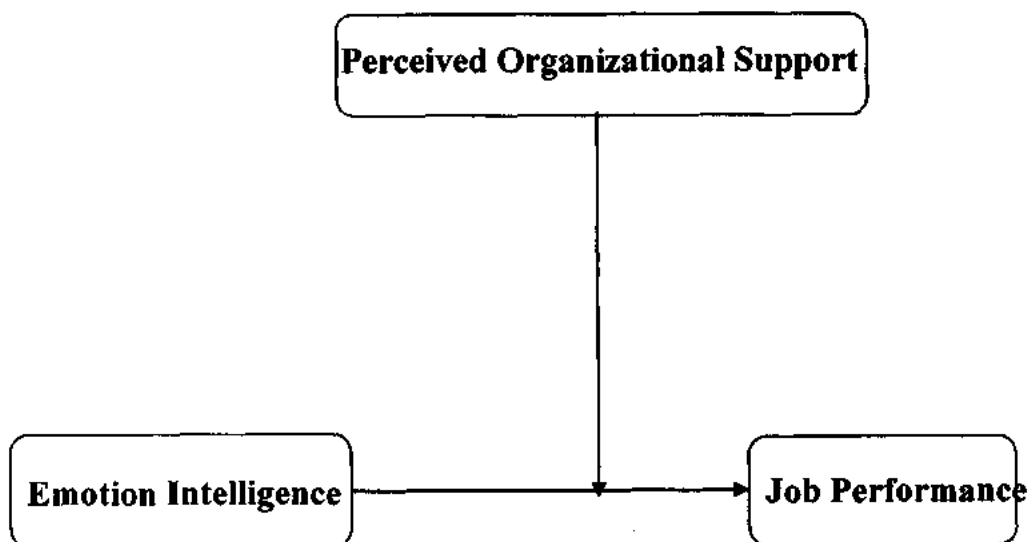 Perceived Organizational Support
Emotion Intelligence
Job Performance